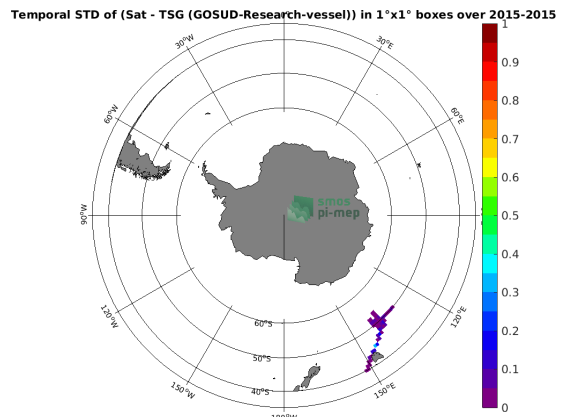 Temporal STD of (Sat - TSG (GOSUD-Research-vessel)) in 1°x1° boxes over 2015-2015
1
30°W
30°E
0.9
60°W
60°E
0.8
0.7
0.6
smos
pi-mep
90°W
0.5
0.4
120°W
120°E
0.3
60°S
0.2
50°S
0.1
150°W
40°S
150°E
0